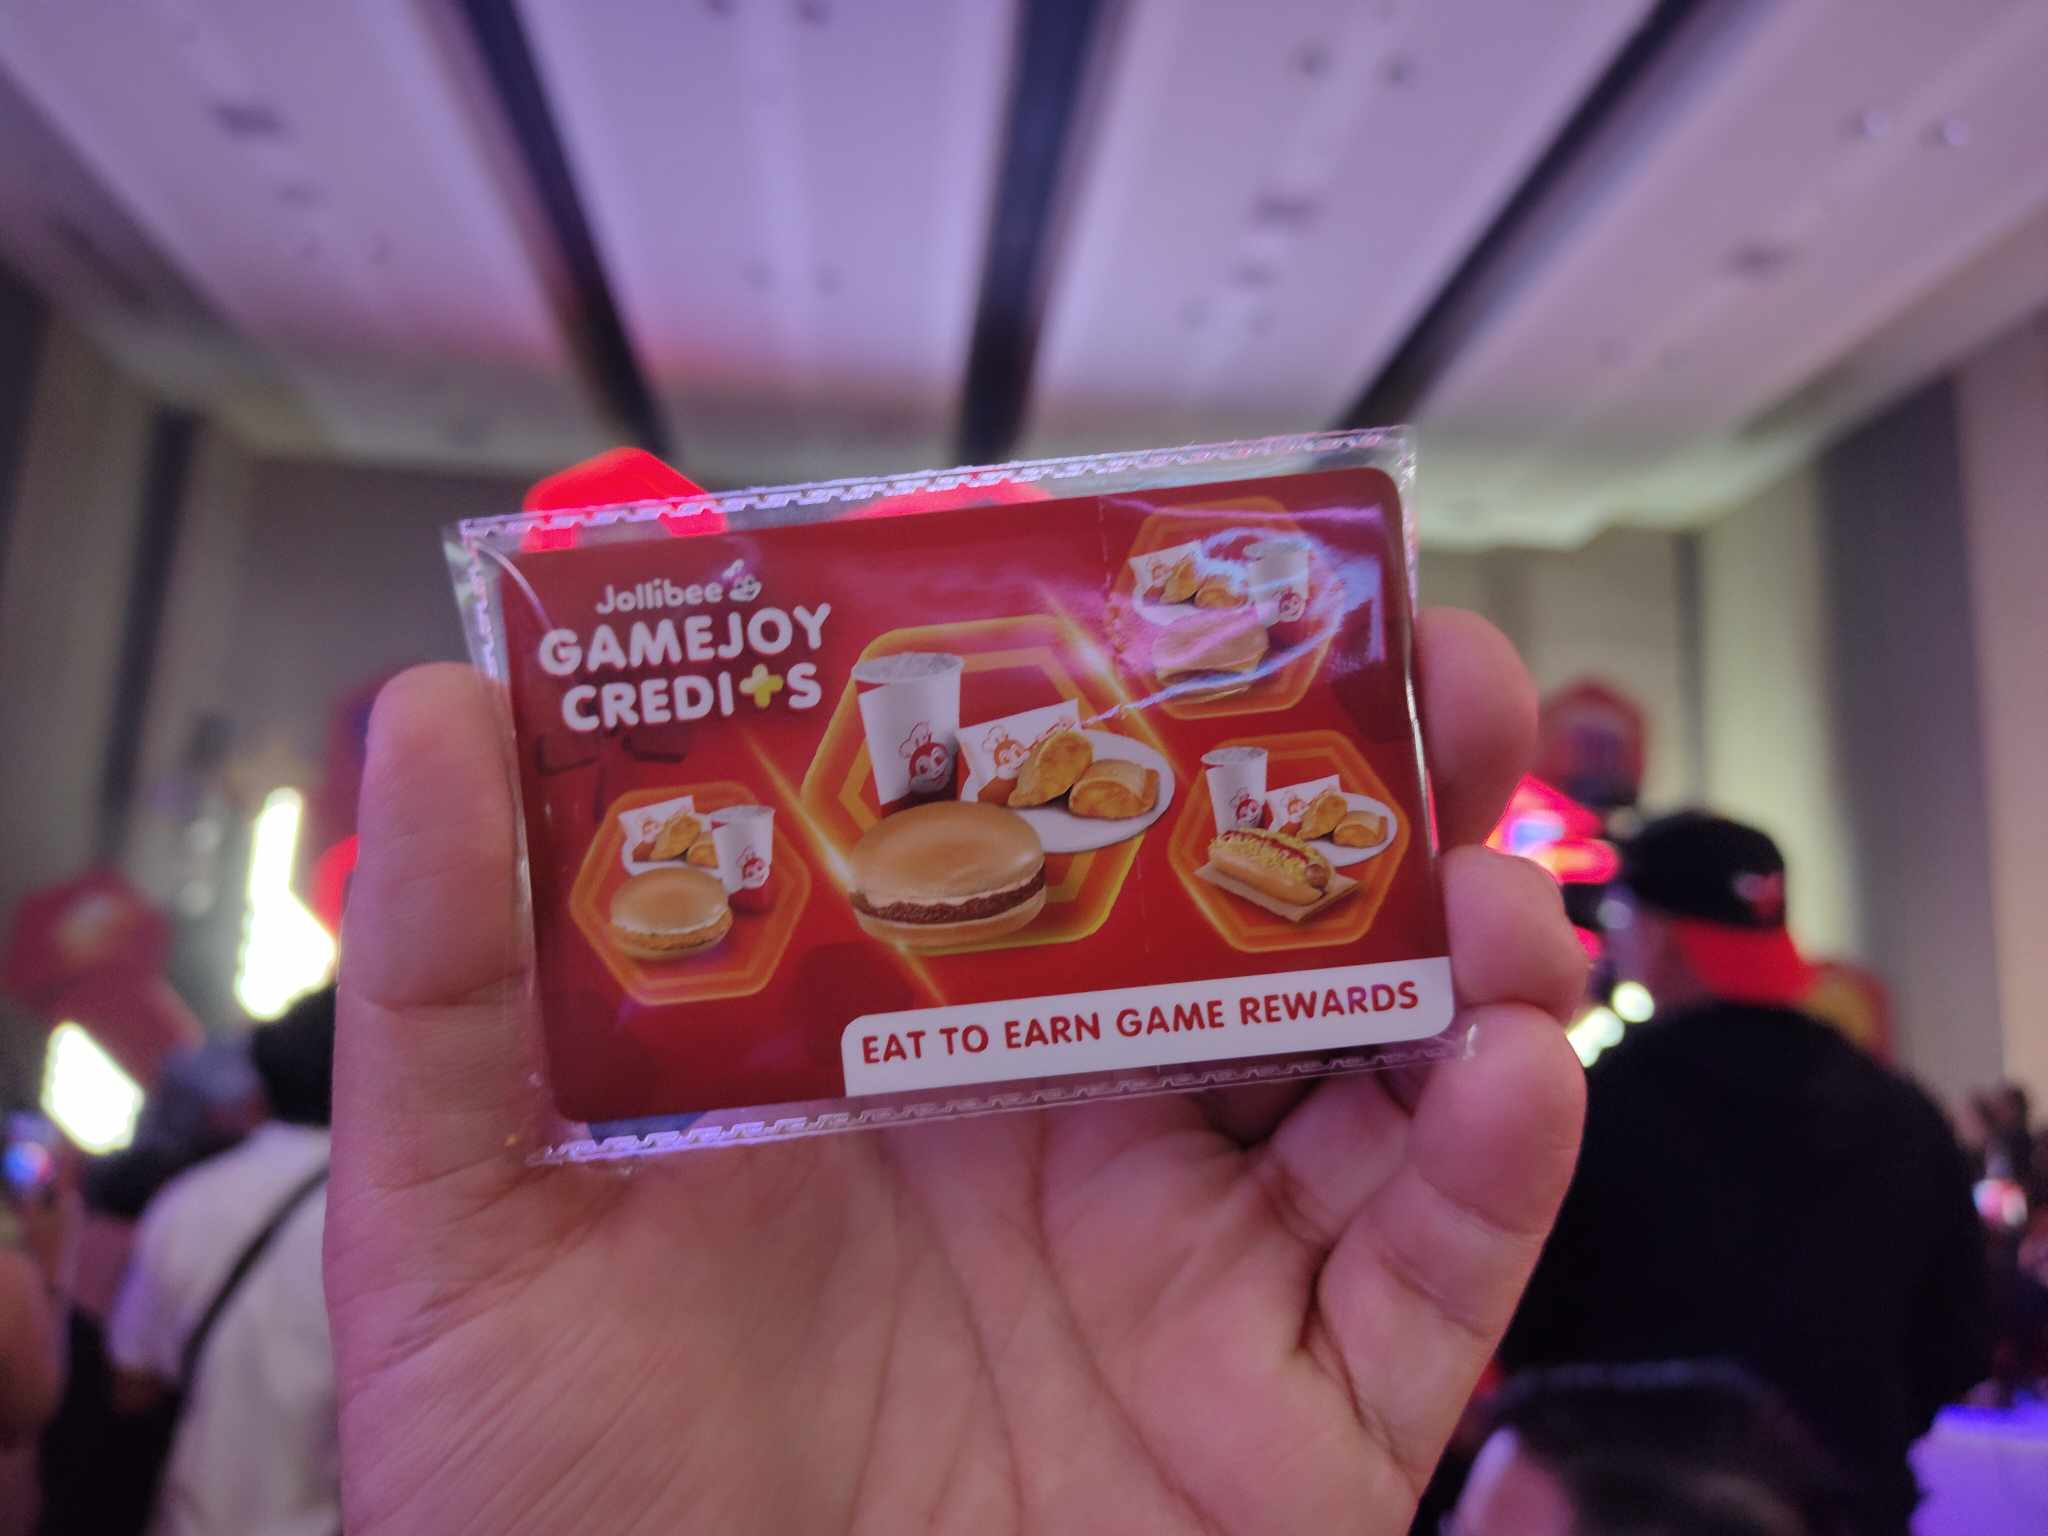 Jollibee
GAMEJOY
CREDITS
EAT TO EARN GAME REWARDS